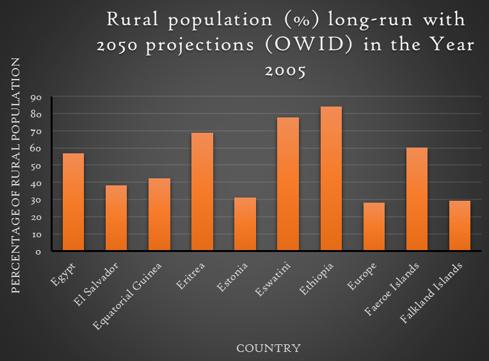 Rural population (%) long-run with
2050 projections (OWID) in the Year
2005
PERCENTAGE OF RURAL POPULATION
90
80
70
60
50
40
30
20
10
0
Egypt
El Salvador
Equatorial Guinea
Eritrea
Estonia
Eswatini
Ethiopia
Europe
Faeroe Islands
Falkland Islands
COUNTRY